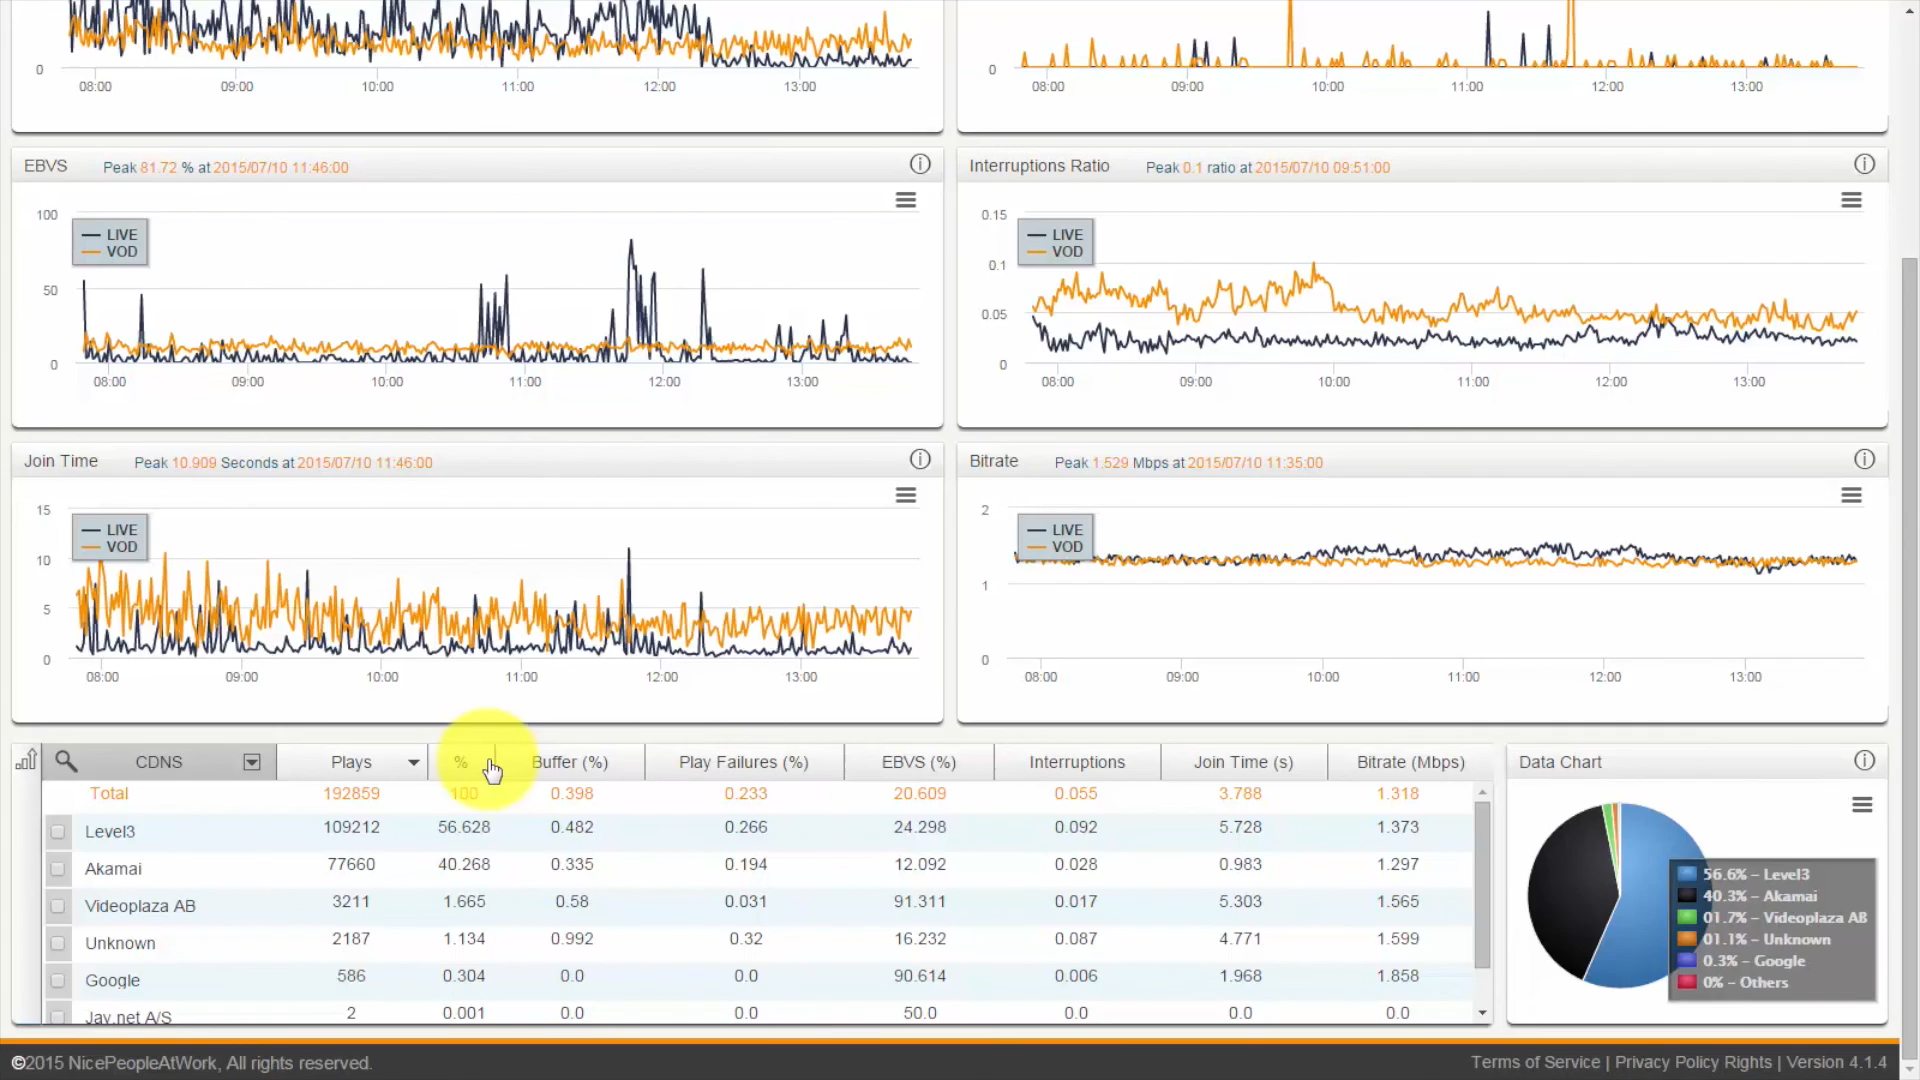 0
08:00 09:00 10:00 11:00 12:00 13:00
0
08:00 09:00 10:00 11:00 12:00 13:00
EBVS Peak 81.72 % at 2015/07/10 11:46:00
100
50
0
LIVE
VOD
08:00 09:00 10:00 11:00 12:00 13:00
Interruptions Ratio Peak 0.1 ratio at 2015/07/10 09:51:00
0.15
0.1
0.05
0
LIVE
VOD
08:00 09:00 10:00 11:00 12:00 13:00
Join Time Peak 10.909 Seconds at 2015/07/10 11:46:00
15
10
5
0
LIVE
VOD
08:00 09:00 10:00 11:00 12:00 13:00
Bitrate Peak 1.529 Mbps at 2015/07/10 11:35:00
2
1
0
LIVE
VOD
08:00 09:00 10:00 11:00 12:00 13:00
CDNS Plays % Buffer (%) Play Failures (%) EBVS (%) Interruptions Join Time (s) Bitrate (Mbps)
Total 192859 100 0.398 0.233 20.609 0.055 3.788 1.318
Level3 109212 56.628 0.482 0.266 24.298 0.092 5.728 1.373
Akamai 77660 40.268 0.335 0.194 12.092 0.028 0.983 1.297
Videoplaza AB 3211 1.665 0.58 0.031 91.311 0.017 5.303 1.565
Unknown 2187 1.134 0.992 0.32 16.232 0.087 4.771 1.599
Google 586 0.304 0.0 0.0 90.614 0.006 1.968 1.858
Jay.net A/S 2 0.001 0.0 0.0 50.0 0.0 0.0 0.0
Data Chart
56.6% – Level3
40.3% – Akamai
01.7% – Videoplaza AB
01.1% – Unknown
0.3% – Google
0% – Others
©2015 NicePeopleAtWork, All rights reserved.
Terms of Service | Privacy Policy Rights | Version 4.1.4